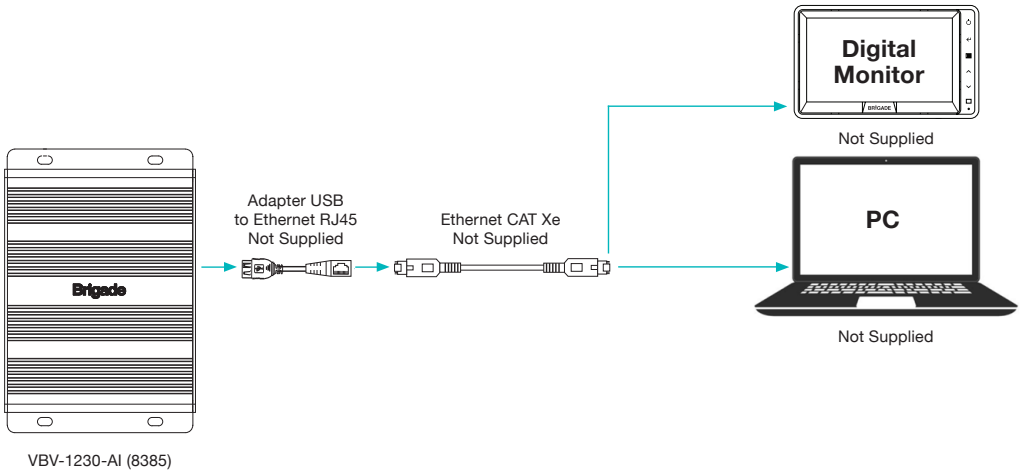 Digital
Monitor
BRIGADE
Not Supplied
Adapter USB
to Ethernet RJ45
Not Supplied
Ethernet CAT Xe
Not Supplied
PC
Brigade
Not Supplied
VBV-1230-AI (8385)